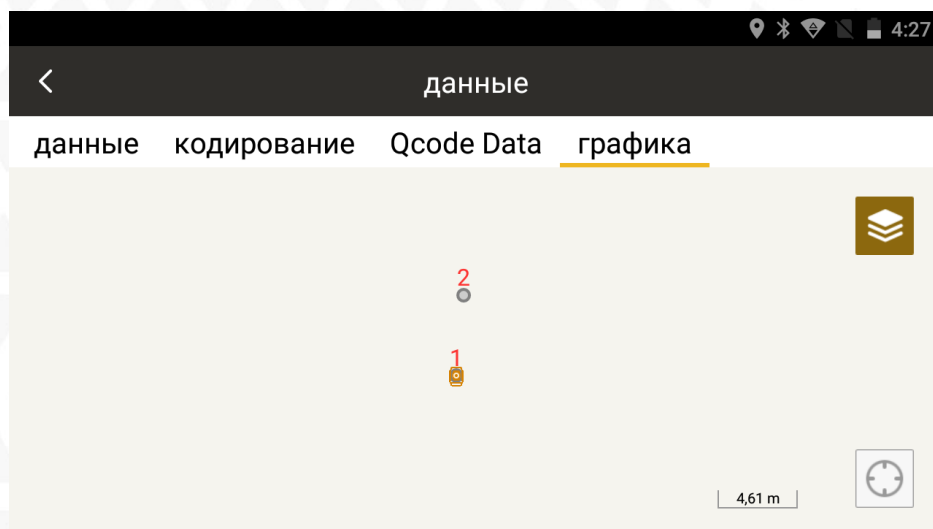 4:27
данные
данные кодирование Qcode Data графика
2
1
4,61 m